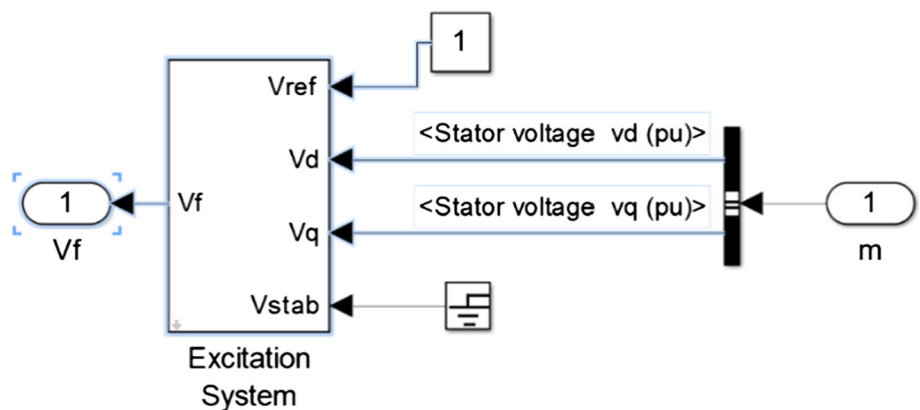 1
Vref
<Stator voltage vd (pu)>
Vd
1
Vf
<Stator voltage vq (pu)>
1
Vf
Vq
m
Vstab
Excitation
System